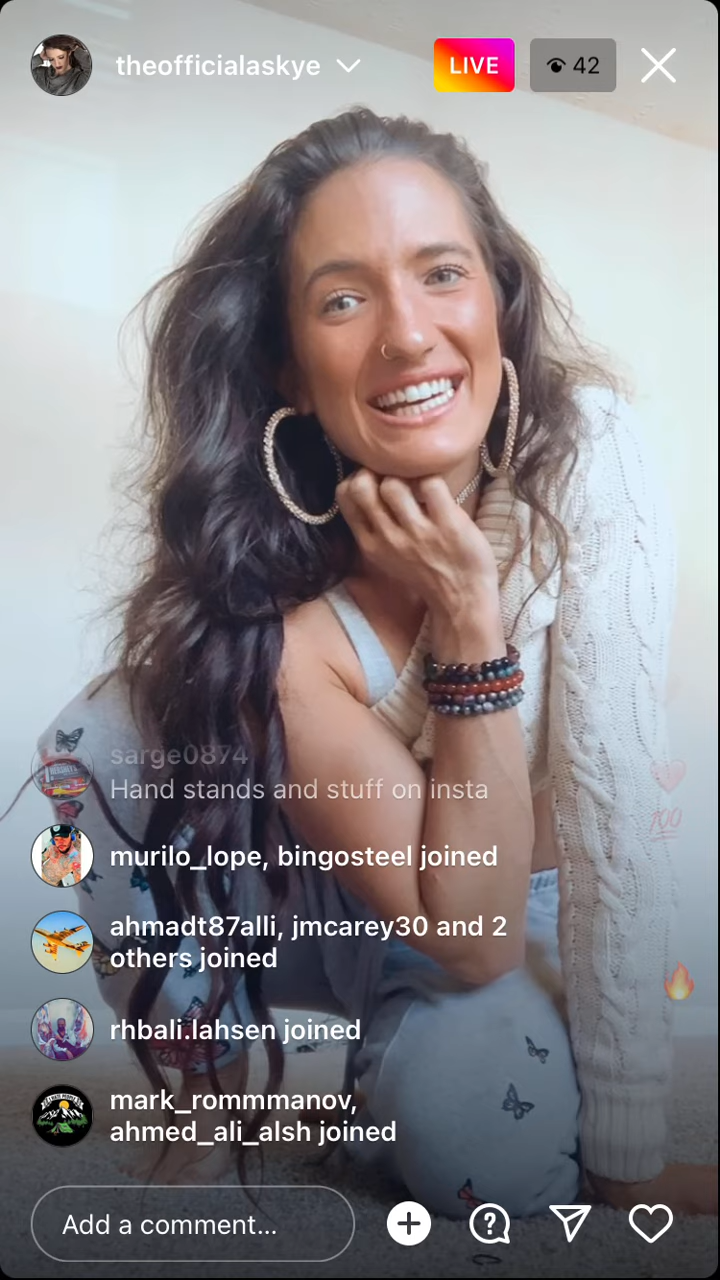 theofficialaskye
LIVE
42
sarge0874
Hand stands and stuff on insta
murilo_lope, bingosteel joined
ahmadt87alli, jmcarey30 and 2
others joined
rhbali.lahsen joined
mark_rommmanov,
ahmed_ali_alsh joined
Add a comment...